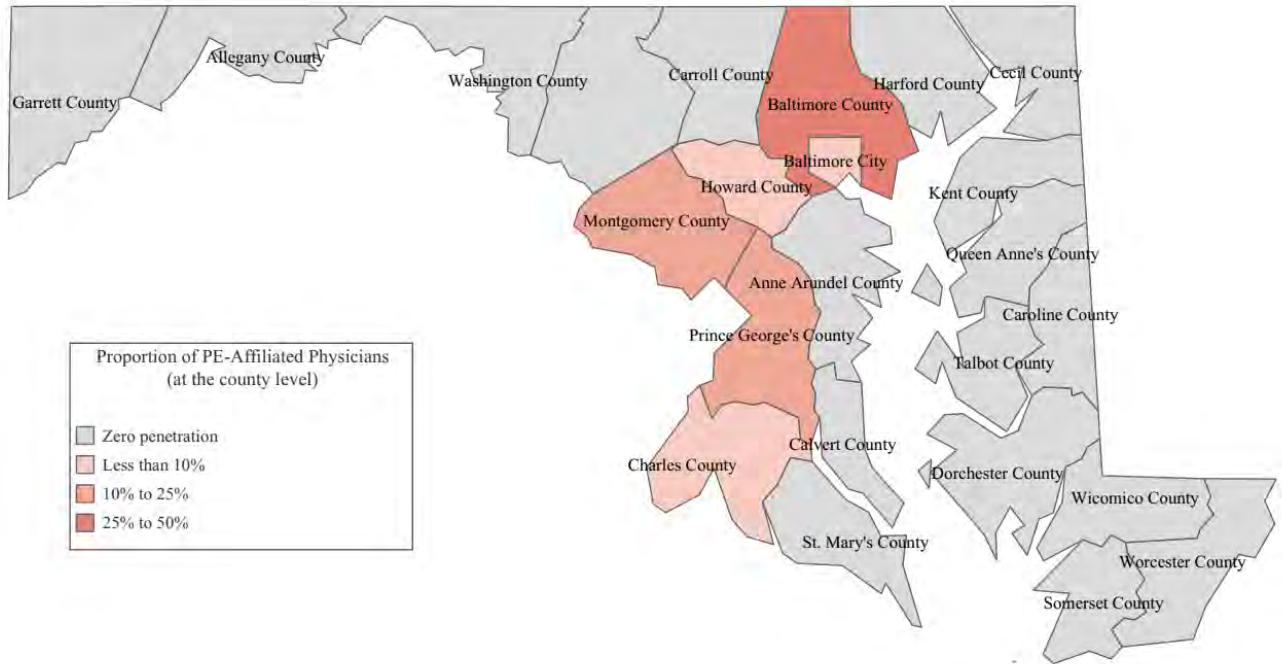 Allegany County
Washington County
Carroll County
Harford County
Cecil County
Garrett County
Baltimore County
Baltimore City
Howard County
Kent County
Montgomery County
Queen Anne's County
Anne Arundel County
Caroline County
Prince George's County
Talbot County
Proportion of PE-Affiliated Physicians
(at the county level)
Zero penetration
Less than 10%
10% to 25%
25% to 50%
Calvert County
Charles County
Dorchester County
Wicomico County
St. Mary's County
Worcester County
Somerset County